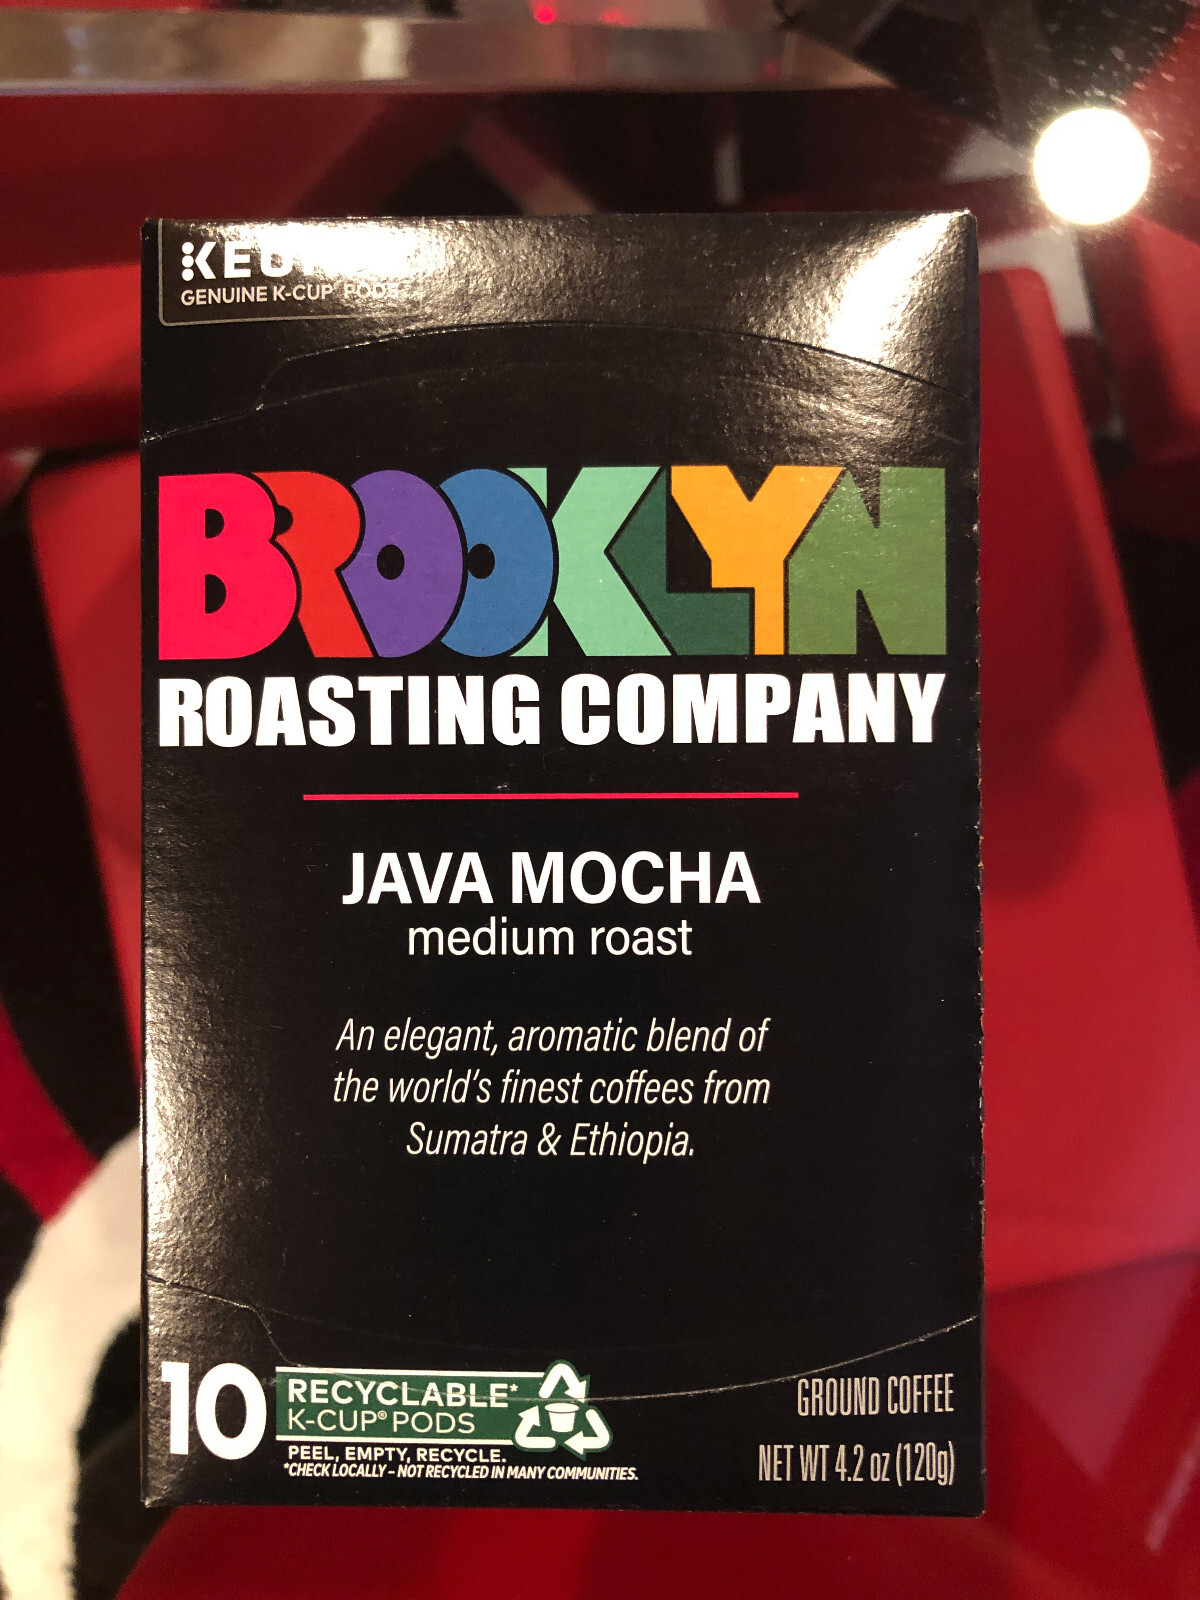 GENUINE K-CUP PODS
BROOKLYN
ROASTING COMPANY
JAVA MOCHA
medium roast
An elegant, aromatic blend of
the world's finest coffees from
Sumatra & Ethiopia.
10
RECYCLABLE*
K-CUP® PODS
PEEL, EMPTY, RECYCLE.
*CHECK LOCALLY – NOT RECYCLED IN MANY COMMUNITIES.
GROUND COFFEE
NET WT 4.2 oz (120g)